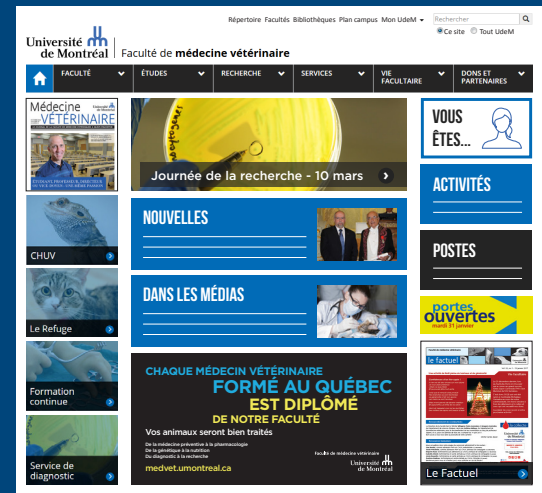 Répertoire Facultés Bibliothèques Plan campus Mon UdeM
Rechercher
Ce site Tout UdeM
Université
de Montréal
Faculté de médecine vétérinaire
FACULTÉ
ÉTUDES
RECHERCHE
SERVICES
VIE
FACULTAIRE
DONS ET
PARTENAIRES
Médecine
VÉTÉRINAIRE
CHUV
Le Refuge
Formation
continue
Service de
diagnostic
Journée de la recherche - 10 mars
NOUVELLES
DANS LES MÉDIAS
CHAQUE MÉDECIN VÉTÉRINAIRE
FORMÉ AU QUÉBEC
EST DIPLÔMÉ
DE NOTRE FACULTÉ
Vos animaux seront bien traités
De la médecine préventive à la pharmacologie
De la génétique à la nutrition
Du diagnostic à la recherche
medvet.umontreal.ca
Faculté de médecine vétérinaire
Université
de Montréal
VOUS
ÊTES...
ACTIVITÉS
POSTES
portes
ouvertes
mardi 31 janvier
le factuel
Le Factuel